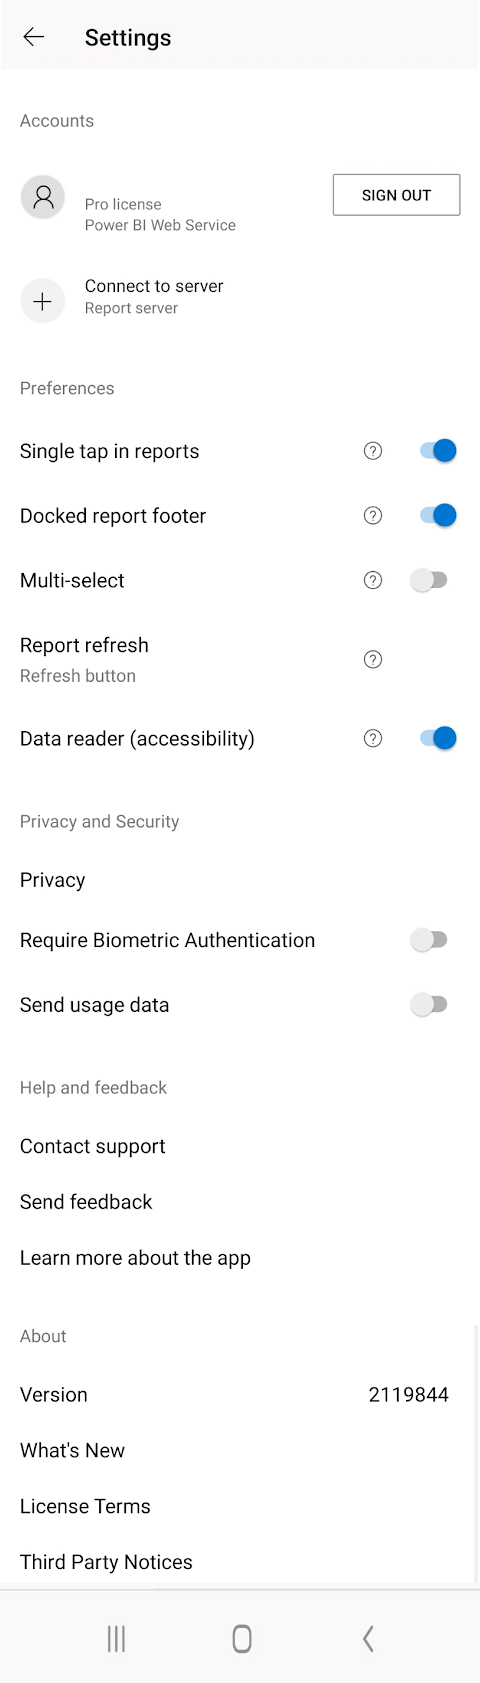 Settings
Accounts
Pro license
SIGN OUT
Power BI Web Service
Connect to server
Report server
Preferences
Single tap in reports
Docked report footer
Multi-select
Report refresh
Refresh button
Data reader (accessibility)
Privacy and Security
Privacy
Require Biometric Authentication
Send usage data
Help and feedback
Contact support
Send feedback
Learn more about the app
About
Version 2119844
What's New
License Terms
Third Party Notices